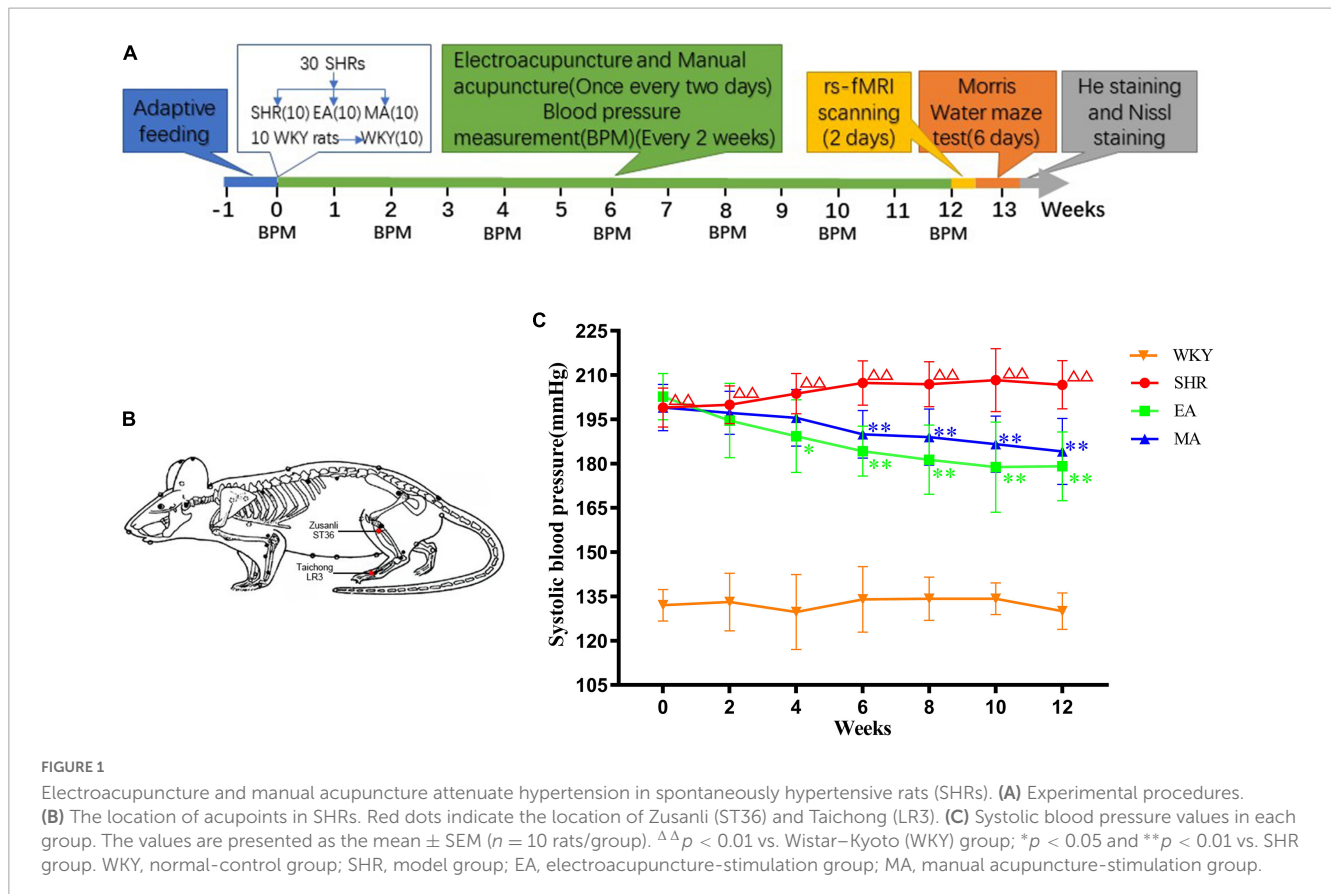 A
Adaptive
feeding
30 SHRs
SHR(10) EA(10) MA(10)
10 WKY rats WKY(10)
Electroacupuncture and Manual
acupuncture(Once every two days)
Blood pressure
measurement(BPM)(Every 2 weeks)
rs-fMRI
scanning
(2 days)
Morris
Water maze
test(6 days)
He staining
and Nissl
staining
-1 0 1 2 3 4 5 6 7 8 9 10 11 12 13 Weeks
BPM BPM BPM BPM BPM BPM BPM
B
Zusanli
ST36
Taichong
LR3
C
Systolic blood pressure(mmHg)
225
210
195
180
165
150
135
120
105
△△ △△ △△ △△ △△ △△ △△
** ** ** **
* ** ** ** **
0 2 4 6 8 10 12
Weeks
WKY
SHR
EA
MA
FIGURE 1
Electroacupuncture and manual acupuncture attenuate hypertension in spontaneously hypertensive rats (SHRs). (A) Experimental procedures.
(B) The location of acupoints in SHRs. Red dots indicate the location of Zusanli (ST36) and Taichong (LR3). (C) Systolic blood pressure values in each
group. The values are presented as the mean ± SEM (n = 10 rats/group). △△p < 0.01 vs. Wistar–Kyoto (WKY) group; *p < 0.05 and **p < 0.01 vs. SHR
group. WKY, normal-control group; SHR, model group; EA, electroacupuncture-stimulation group; MA, manual acupuncture-stimulation group.